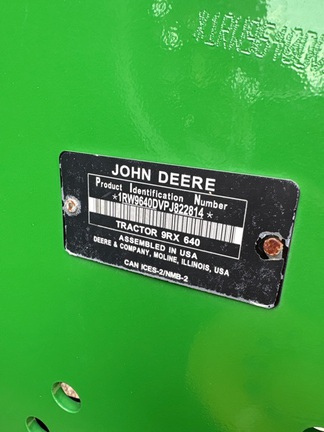 JOHN DEERE
Product Identification Number
*1RW9640DVPJ822814*
TRACTOR 9RX 640
ASSEMBLED IN USA
DEERE & COMPANY, MOLINE, ILLINOIS, USA
CAN ICES-2/NMB-2